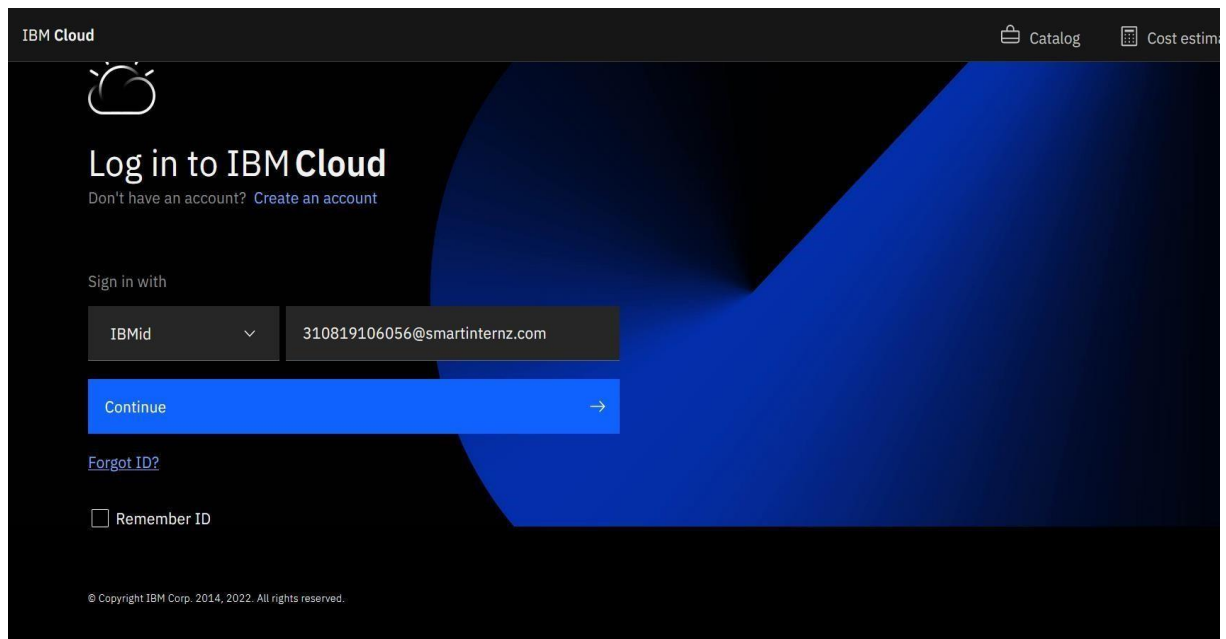 IBM Cloud
Catalog
Cost estima
Log in to IBM Cloud
Don't have an account? Create an account
Sign in with
IBMid
310819106056@smartinternz.com
Continue
Forgot ID?
Remember ID
© Copyright IBM Corp. 2014, 2022. All rights reserved.